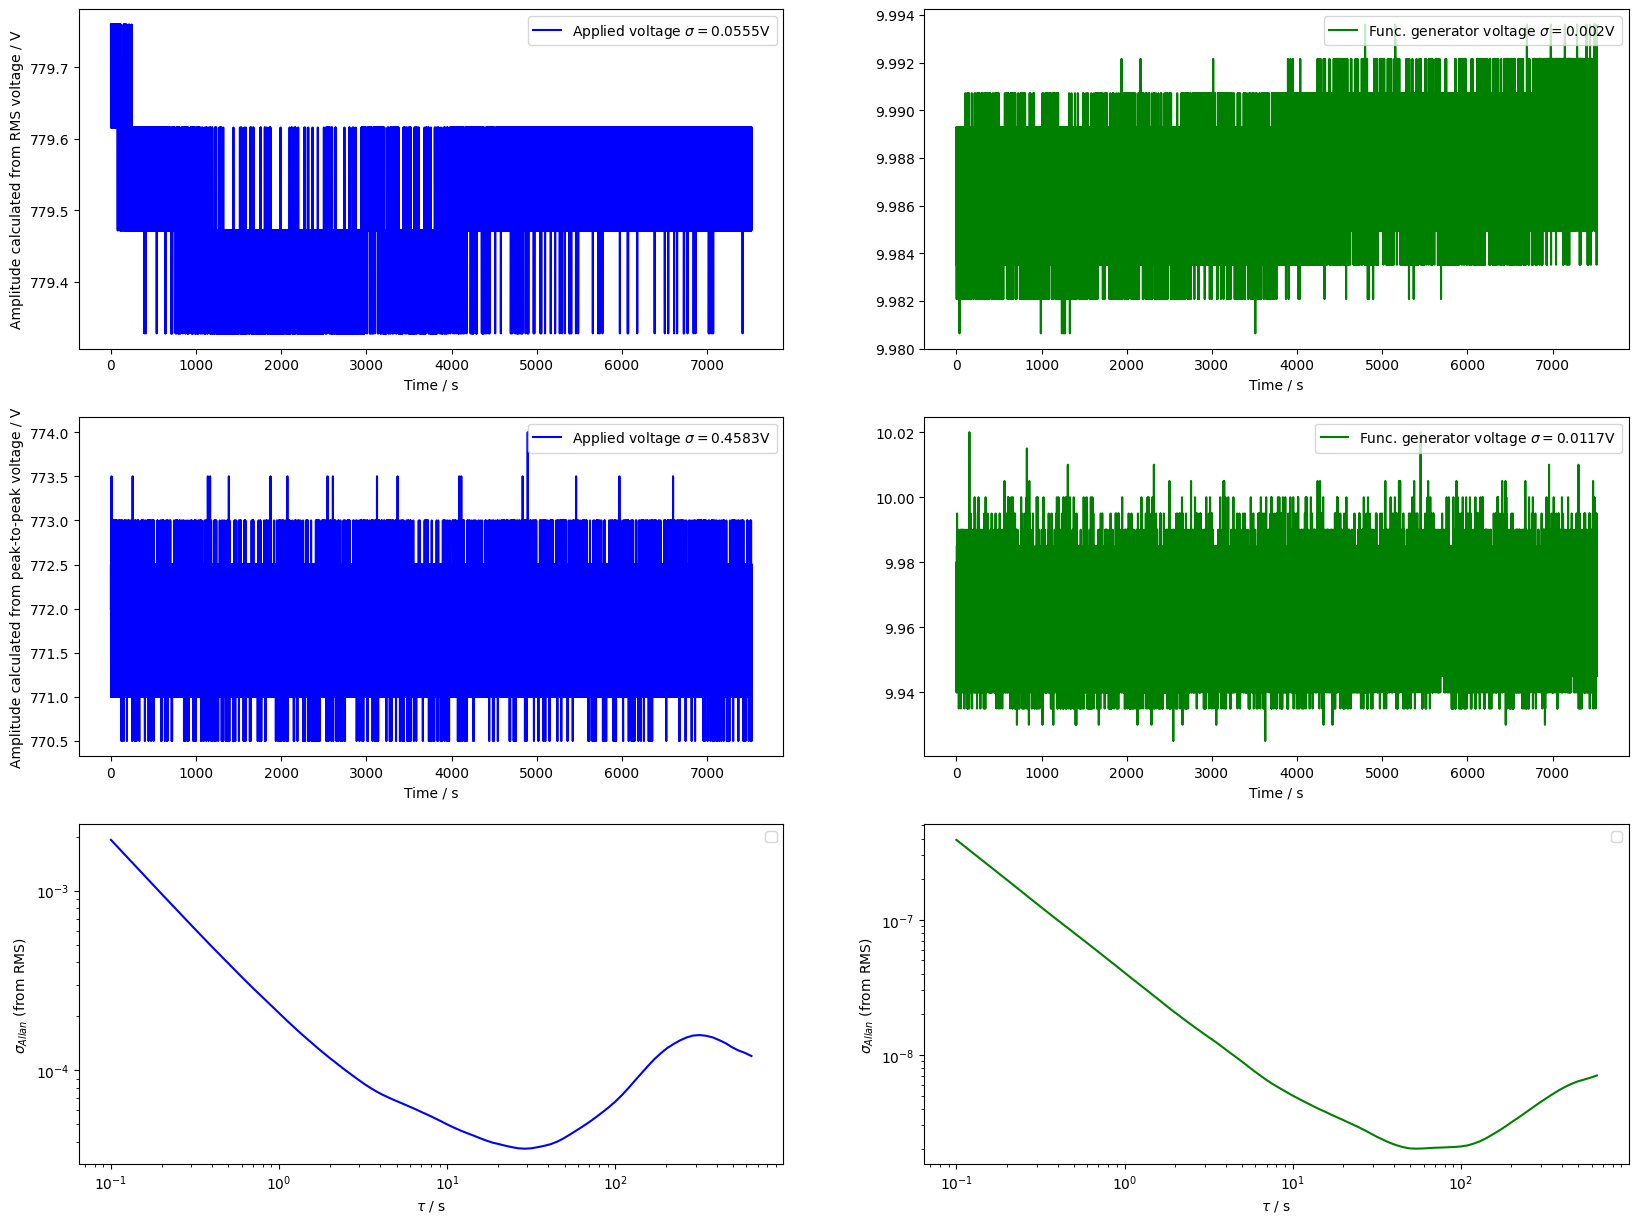 Amplitude calculated from RMS voltage / V
779.7
779.6
779.5
779.4
Applied voltage σ = 0.0555V
0 1000 2000 3000 4000 5000 6000 7000
Time / s
9.994
9.992
9.990
9.988
9.986
9.984
9.982
9.980
Func. generator voltage σ = 0.002V
0 1000 2000 3000 4000 5000 6000 7000
Time / s
Amplitude calculated from peak-to-peak voltage / V
774.0
773.5
773.0
772.5
772.0
771.5
771.0
770.5
Applied voltage σ = 0.4583V
0 1000 2000 3000 4000 5000 6000 7000
Time / s
10.02
10.00
9.98
9.96
9.94
Func. generator voltage σ = 0.0117V
0 1000 2000 3000 4000 5000 6000 7000
Time / s
σ_Allan (from RMS)
10⁻³
10⁻⁴
10⁻¹ 10⁰ 10¹ 10²
τ / s
σ_Allan (from RMS)
10⁻⁷
10⁻⁸
10⁻¹ 10⁰ 10¹ 10²
τ / s